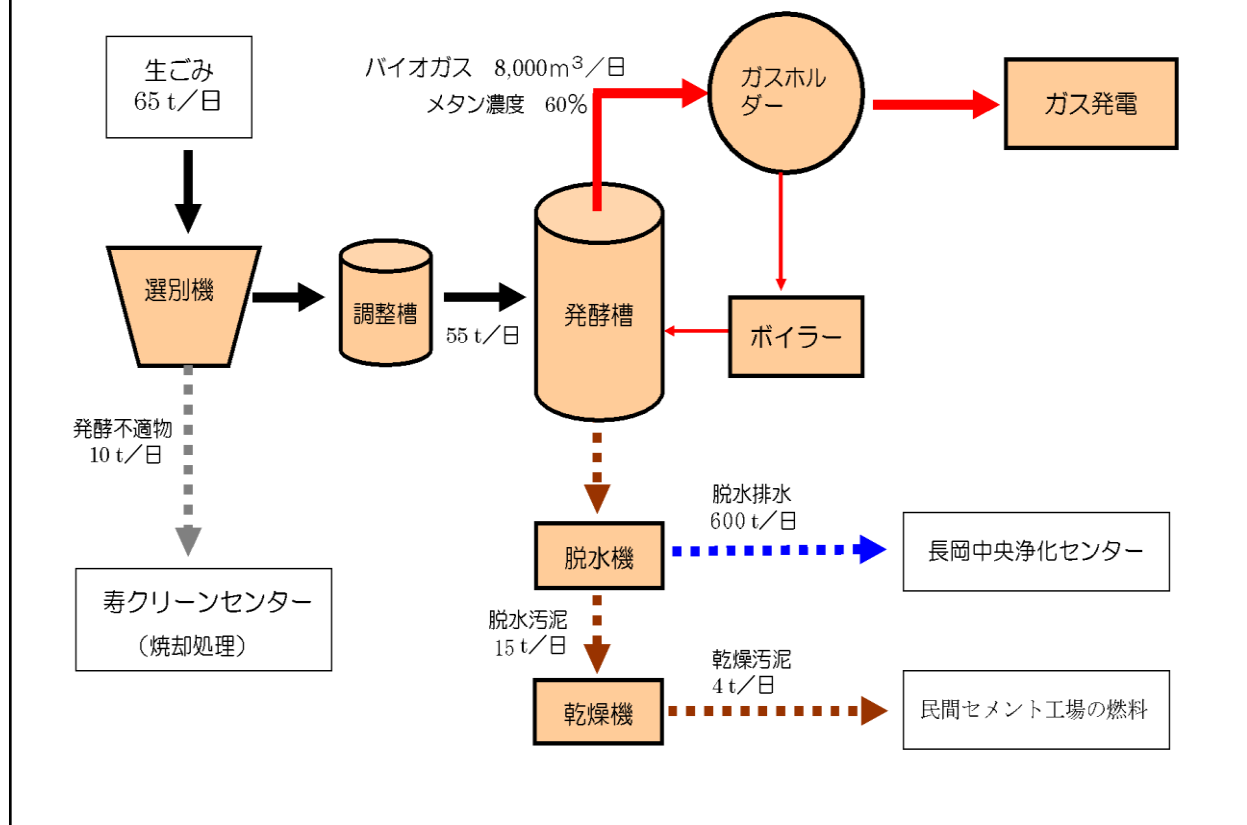 生ごみ
65 t／日
バイオガス　8,000m³／日
メタン濃度　60%
ガスホル
ダー
ガス発電
選別機
調整槽
55 t／日
発酵槽
ボイラー
発酵不適物
10 t／日
寿クリーンセンター
（焼却処理）
脱水機
脱水排水
600 t／日
長岡中央浄化センター
脱水汚泥
15 t／日
乾燥機
乾燥汚泥
4 t／日
民間セメント工場の燃料